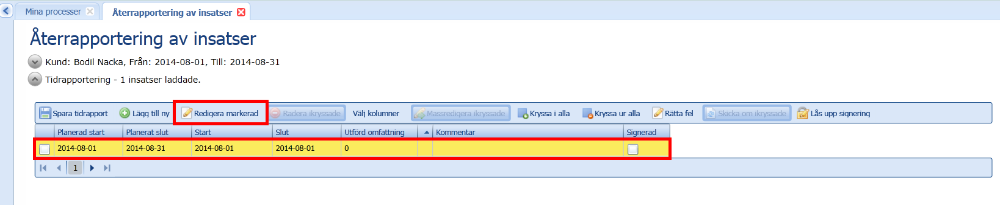 Mina processer
Återrapportering av insatser
Återrapportering av insatser
Kund: Bodil Nacka, Från: 2014-08-01, Till: 2014-08-31
Tidrapportering - 1 insatser laddade.
Spara tidrapport Lägg till ny Redigera markerad Radera ikryssade Välj kolumner Massredigera ikryssade Kryssa i alla Kryssa ur alla Rätta fel Skicka om ikryssade Lås upp signering
Planerad start Planerat slut Start Slut Utförd omfattning Kommentar Signerad
2014-08-01 2014-08-31 2014-08-01 2014-08-01 0
1